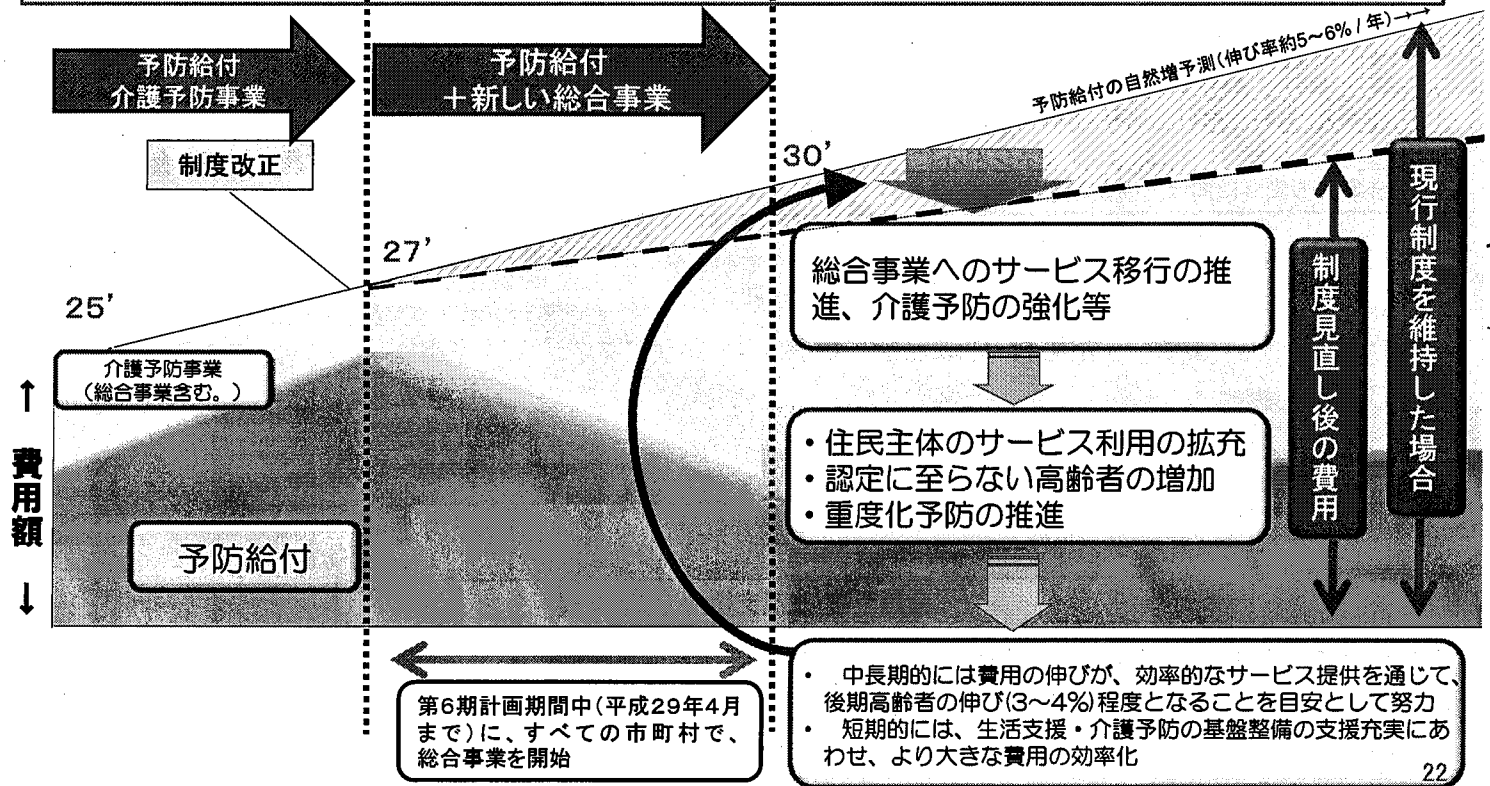 予防給付
介護予防事業
予防給付
＋新しい総合事業
予防給付の自然増予測(伸び率約5～6%/年)→→
制度改正
25’
27’
30’
介護予防事業
(総合事業含む。)
↑
費用額
↓
予防給付
総合事業へのサービス移行の推
進、介護予防の強化等
・住民主体のサービス利用の拡充
・認定に至らない高齢者の増加
・重度化予防の推進
制度見直し後の費用
現行制度を維持した場合
第6期計画期間中(平成29年4月
まで)に、すべての市町村で、
総合事業を開始
・　中長期的には費用の伸びが、効率的なサービス提供を通じて、
後期高齢者の伸び(3～4%)程度となることを目安として努力
・　短期的には、生活支援・介護予防の基盤整備の支援充実にあ
わせ、より大きな費用の効率化
22